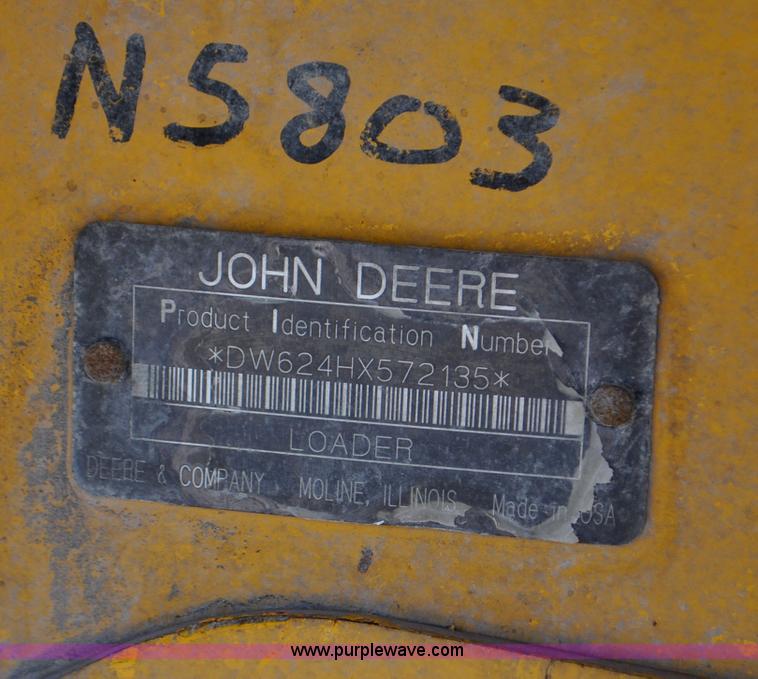 N5803
JOHN DEERE
Product Identification Number
*DW624HX572135*
LOADER
DEERE & COMPANY MOLINE, ILLINOIS Made in USA
www.purplewave.com